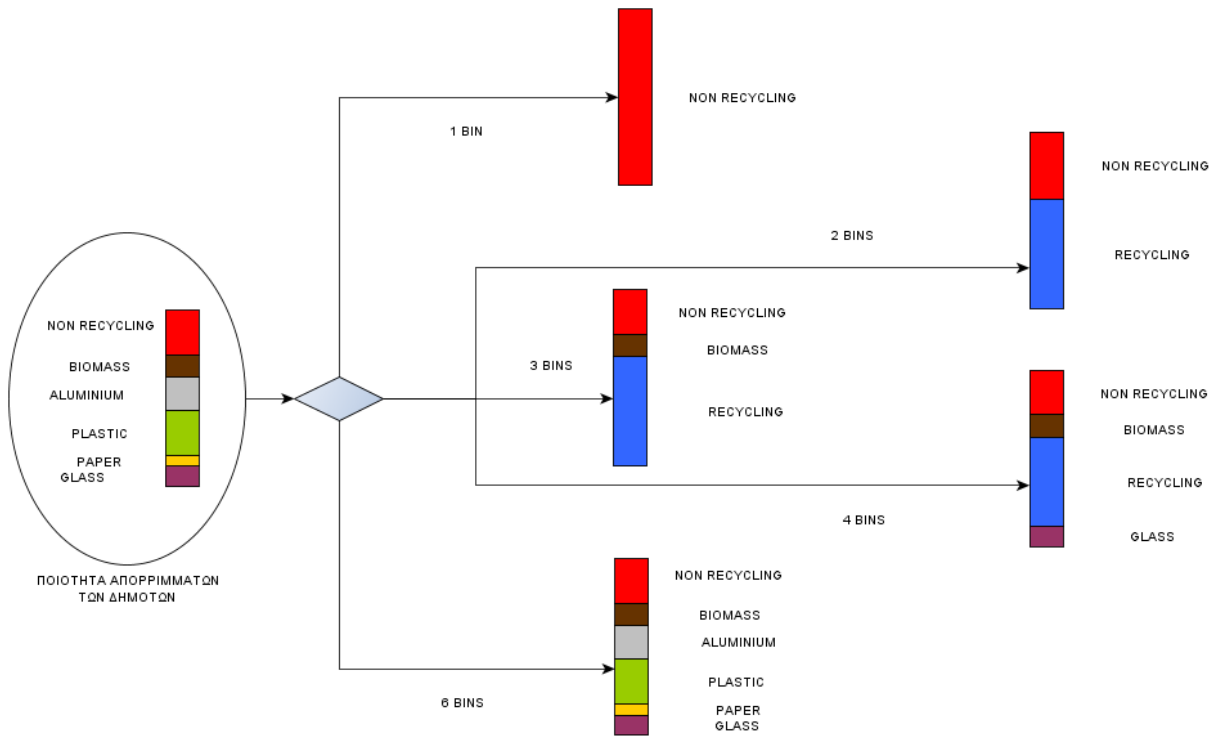 NON RECYCLING
BIOMASS
ALUMINIUM
PLASTIC
PAPER
GLASS
ΠΟΙΟΤΗΤΑ ΑΠΟΡΡΙΜΜΑΤΩΝ
ΤΩΝ ΔΗΜΟΤΩΝ
1 BIN
NON RECYCLING
2 BINS
NON RECYCLING
RECYCLING
3 BINS
NON RECYCLING
BIOMASS
RECYCLING
4 BINS
NON RECYCLING
BIOMASS
RECYCLING
GLASS
6 BINS
NON RECYCLING
BIOMASS
ALUMINIUM
PLASTIC
PAPER
GLASS